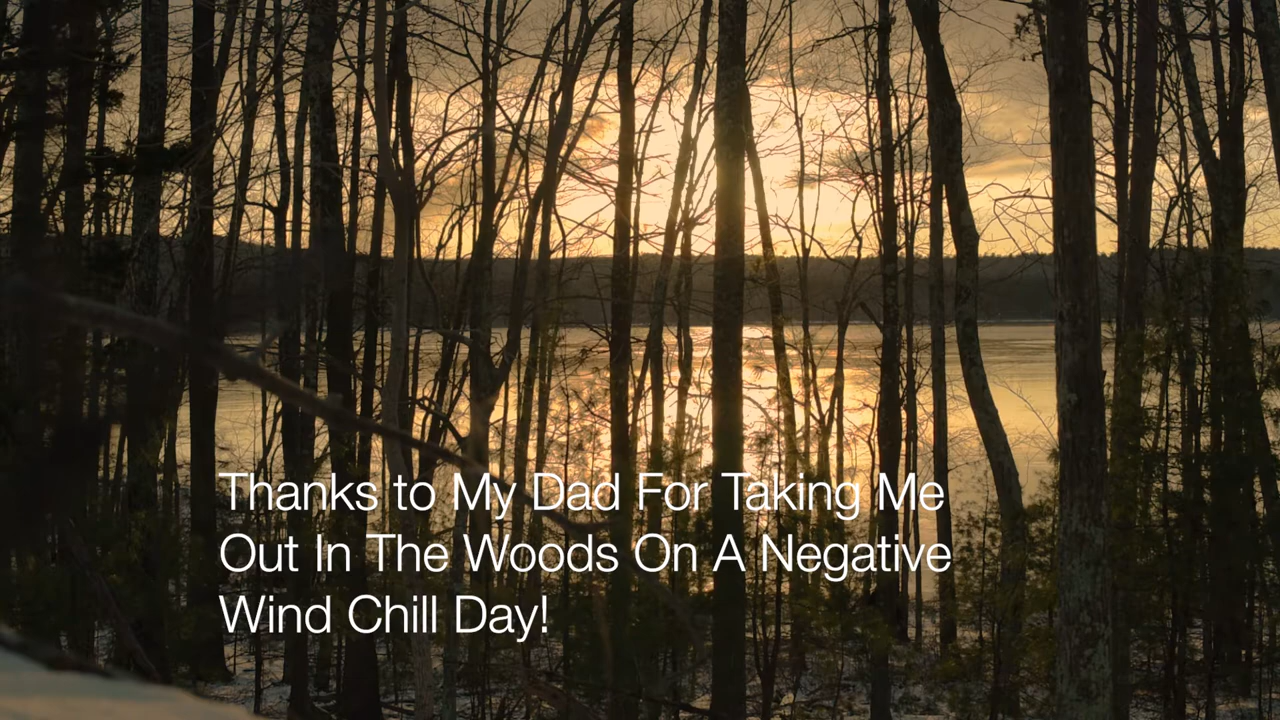 Thanks to My Dad For Taking Me
Out In The Woods On A Negative
Wind Chill Day!